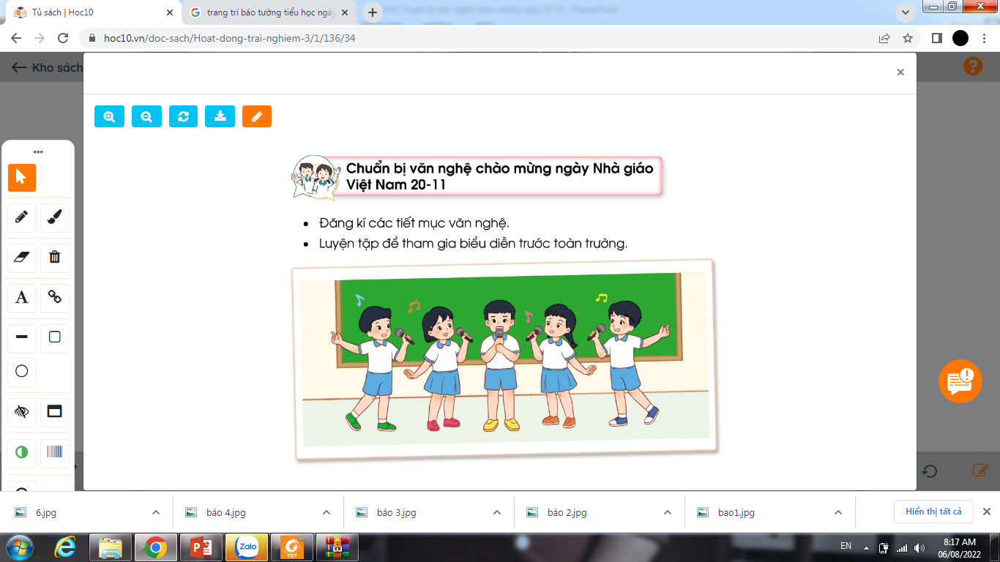 Tủ sách | Hoc10
trang trí báo tường tiểu học ngày
hoc10.vn/doc-sach/Hoat-dong-trai-nghiem-3/1/136/34
Kho sách
Chuẩn bị văn nghệ chào mừng ngày Nhà giáo
Việt Nam 20-11
• Đăng kí các tiết mục văn nghệ.
• Luyện tập để tham gia biểu diễn trước toàn trường.
A
6.jpg
báo 4.jpg
báo 3.jpg
báo 2.jpg
bao1.jpg
Hiển thị tất cả
Zalo
PDF
EN
8:17 AM
06/08/2022